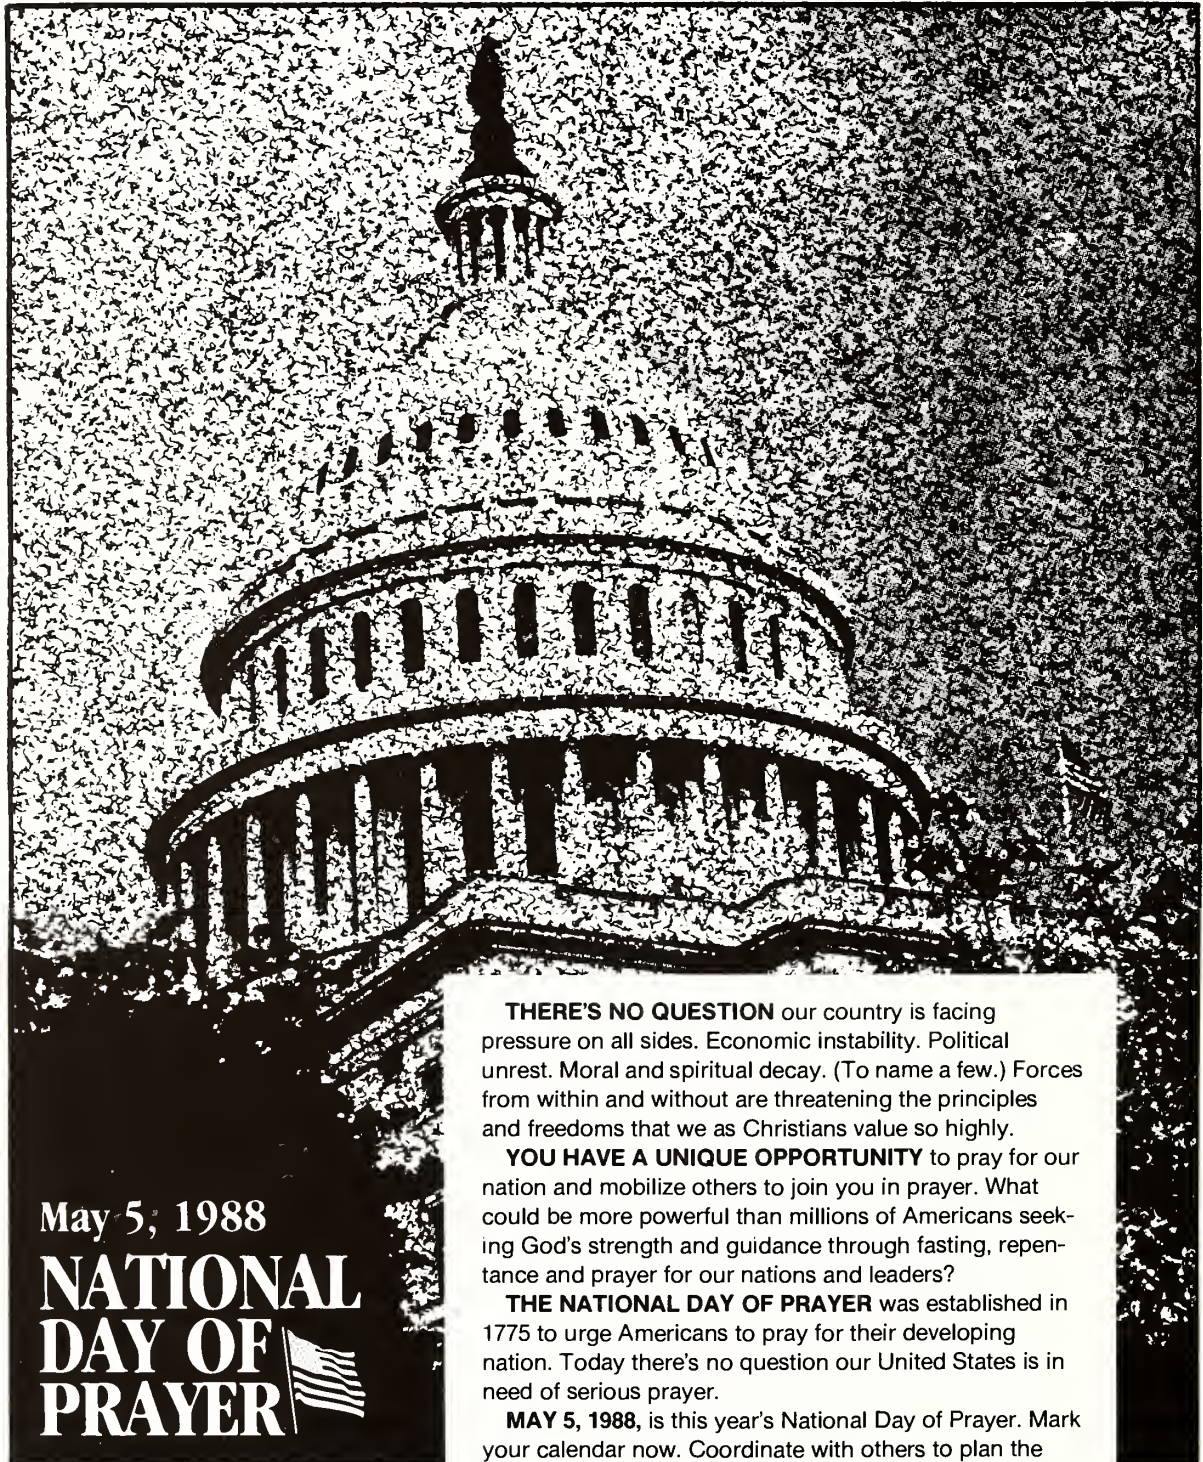 THERE'S NO QUESTION our country is facing
pressure on all sides. Economic instability. Political
unrest. Moral and spiritual decay. (To name a few.) Forces
from within and without are threatening the principles
and freedoms that we as Christians value so highly.
YOU HAVE A UNIQUE OPPORTUNITY to pray for our
nation and mobilize others to join you in prayer. What
could be more powerful than millions of Americans seek-
ing God's strength and guidance through fasting, repen-
tance and prayer for our nations and leaders?
THE NATIONAL DAY OF PRAYER was established in
1775 to urge Americans to pray for their developing
nation. Today there's no question our United States is in
need of serious prayer.
MAY 5, 1988, is this year's National Day of Prayer. Mark
your calendar now. Coordinate with others to plan the
May 5, 1988
NATIONAL
DAY OF
PRAYER